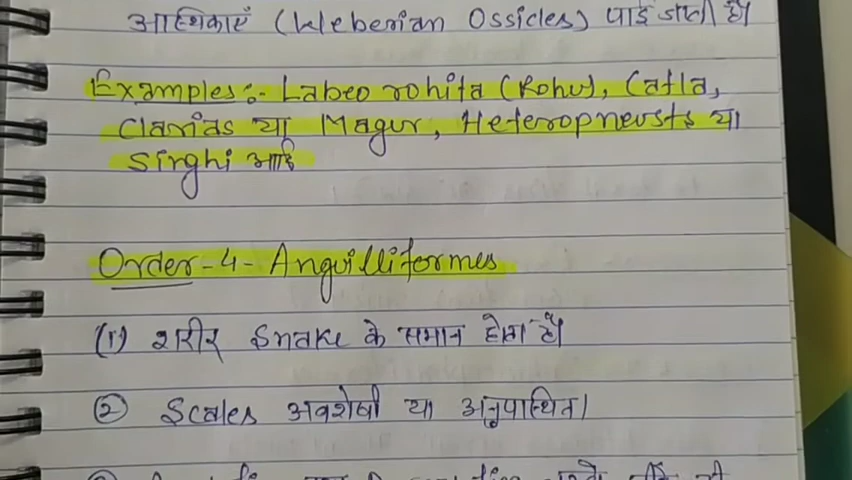 अस्थिकाएं (Weberian Ossicles) पाई जाती हैं।
Examples:- Labeo rohita (Rohu), Catla,
Clarias या Magur, Heteropneusts या
Singhi आदि
Order-4- Anguilliformes
(1) शरीर Snake के समान होता है।
② Scales अवशेषी या अनुपस्थित।